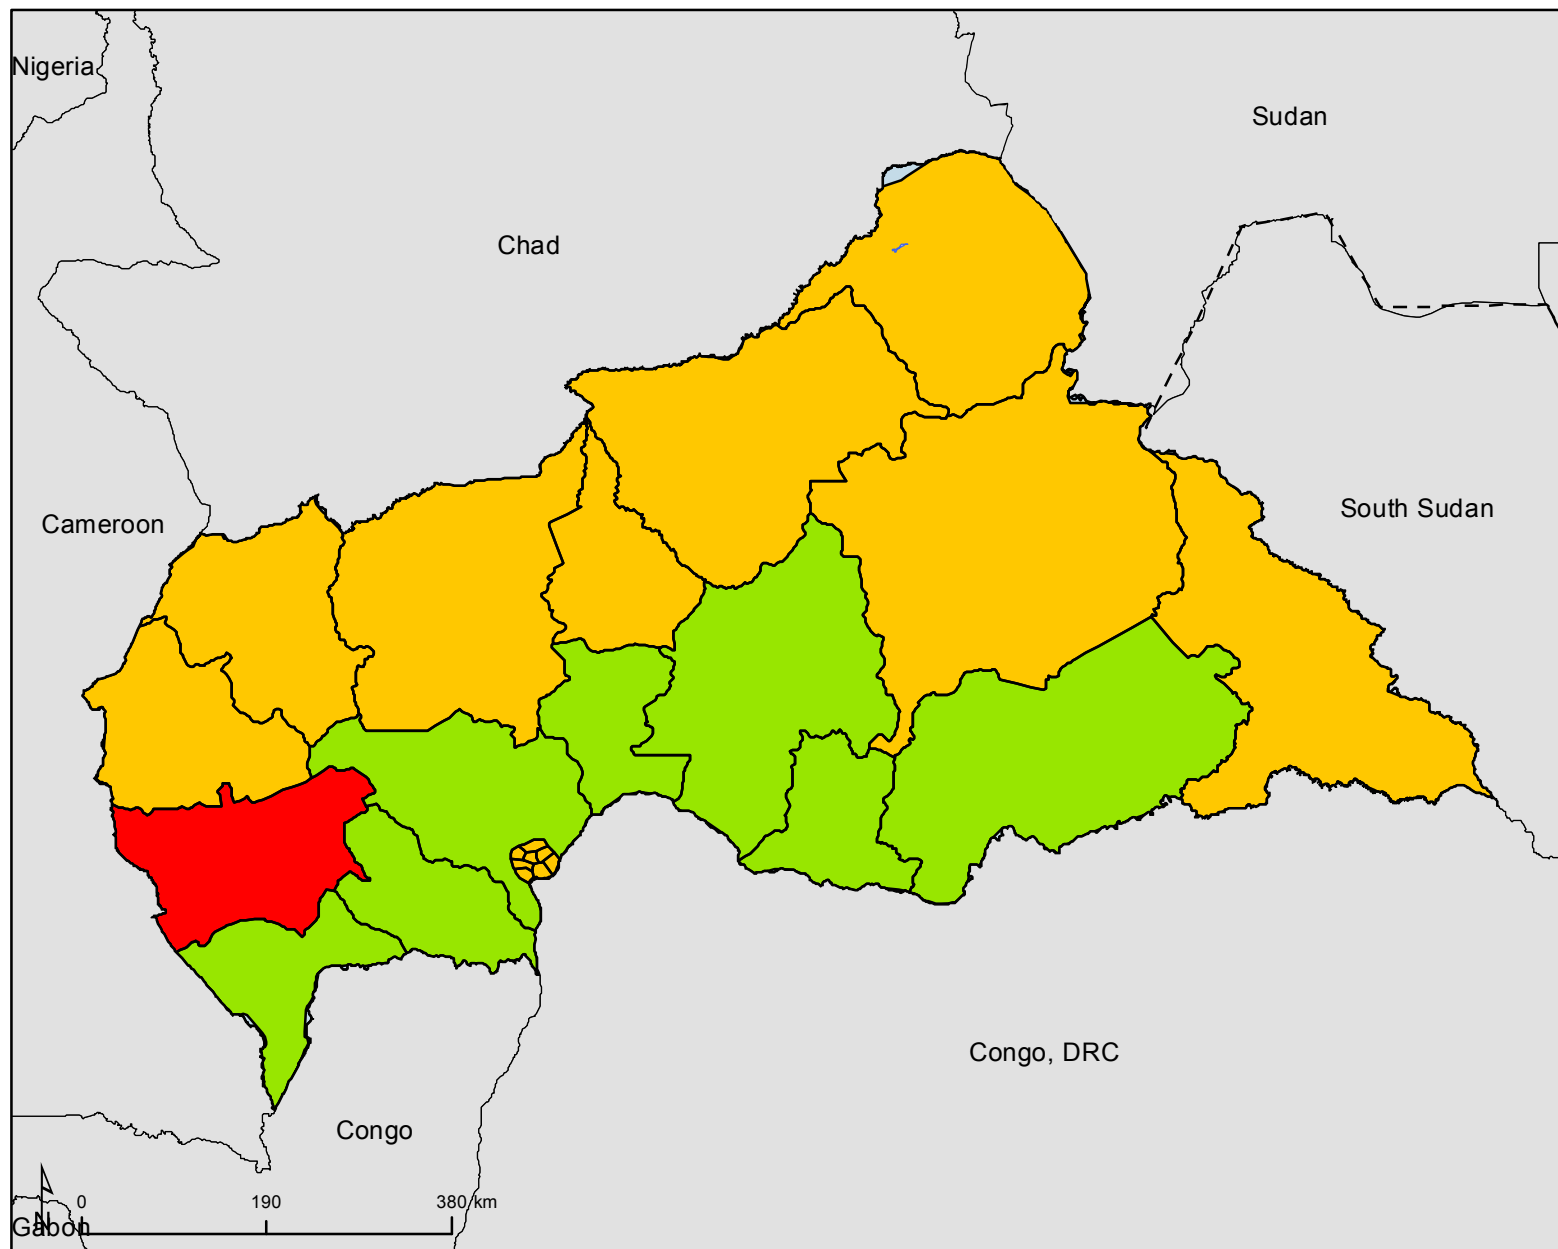 Nigeria
Sudan
Chad
South Sudan
Cameroon
Congo, DRC
Congo
N
0 190 380 km
Gabon